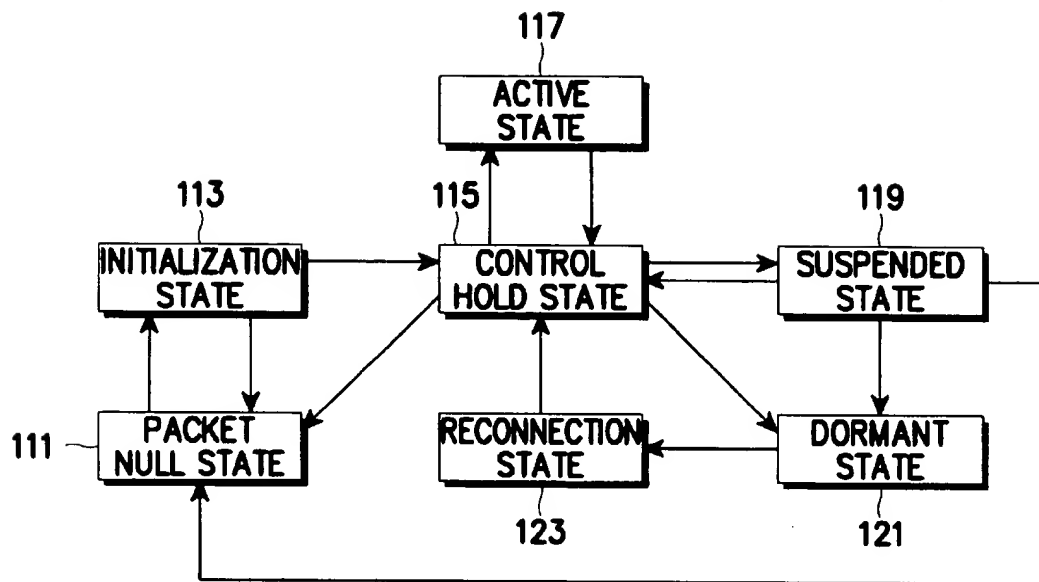 117
ACTIVE
STATE
113
115
119
INITIALIZATION
STATE
CONTROL
HOLD STATE
SUSPENDED
STATE
111
PACKET
NULL STATE
RECONNECTION
STATE
DORMANT
STATE
123
121